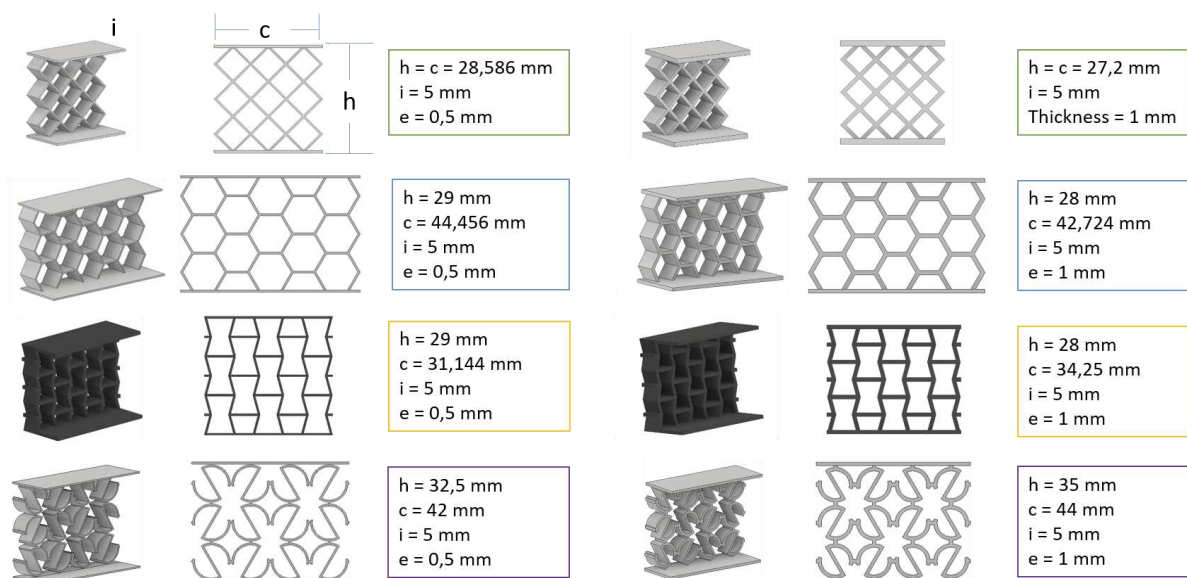 i
c
h
h = c = 28,586 mm
i = 5 mm
e = 0,5 mm
h = c = 27,2 mm
i = 5 mm
Thickness = 1 mm
h = 29 mm
c = 44,456 mm
i = 5 mm
e = 0,5 mm
h = 28 mm
c = 42,724 mm
i = 5 mm
e = 1 mm
h = 29 mm
c = 31,144 mm
i = 5 mm
e = 0,5 mm
h = 28 mm
c = 34,25 mm
i = 5 mm
e = 1 mm
h = 32,5 mm
c = 42 mm
i = 5 mm
e = 0,5 mm
h = 35 mm
c = 44 mm
i = 5 mm
e = 1 mm